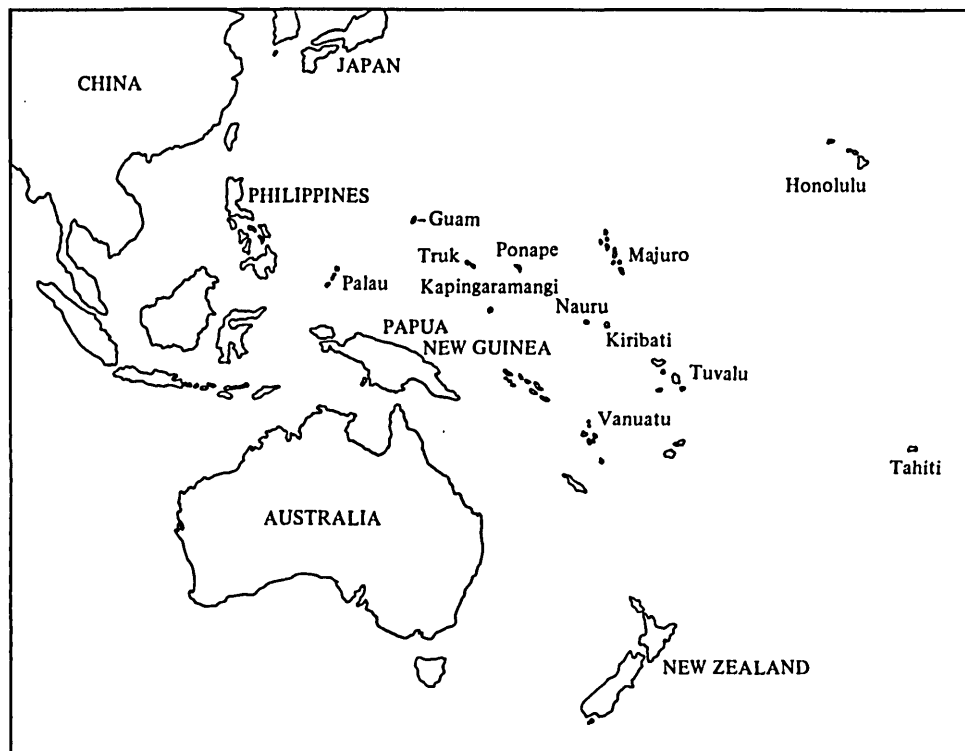 JAPAN
CHINA
Honolulu
PHILIPPINES
Guam
Truk
Ponape
Majuro
Palau
Kapingaramangi
Nauru
PAPUA
NEW GUINEA
Kiribati
Tuvalu
Vanuatu
Tahiti
AUSTRALIA
NEW ZEALAND